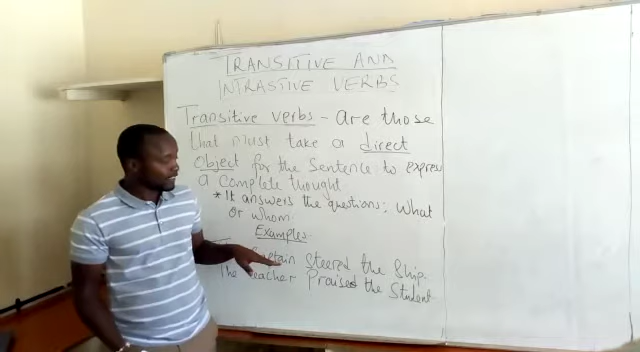 TRANSITIVE AND
INTRASTIVE VERBS
Transitive verbs - are those
that must take a direct
Object for the Sentence to express
a complete thought
* It answers the questions; What
Or whom.
Examples.
Captain Steered the Ship.
The teacher Praised the Student